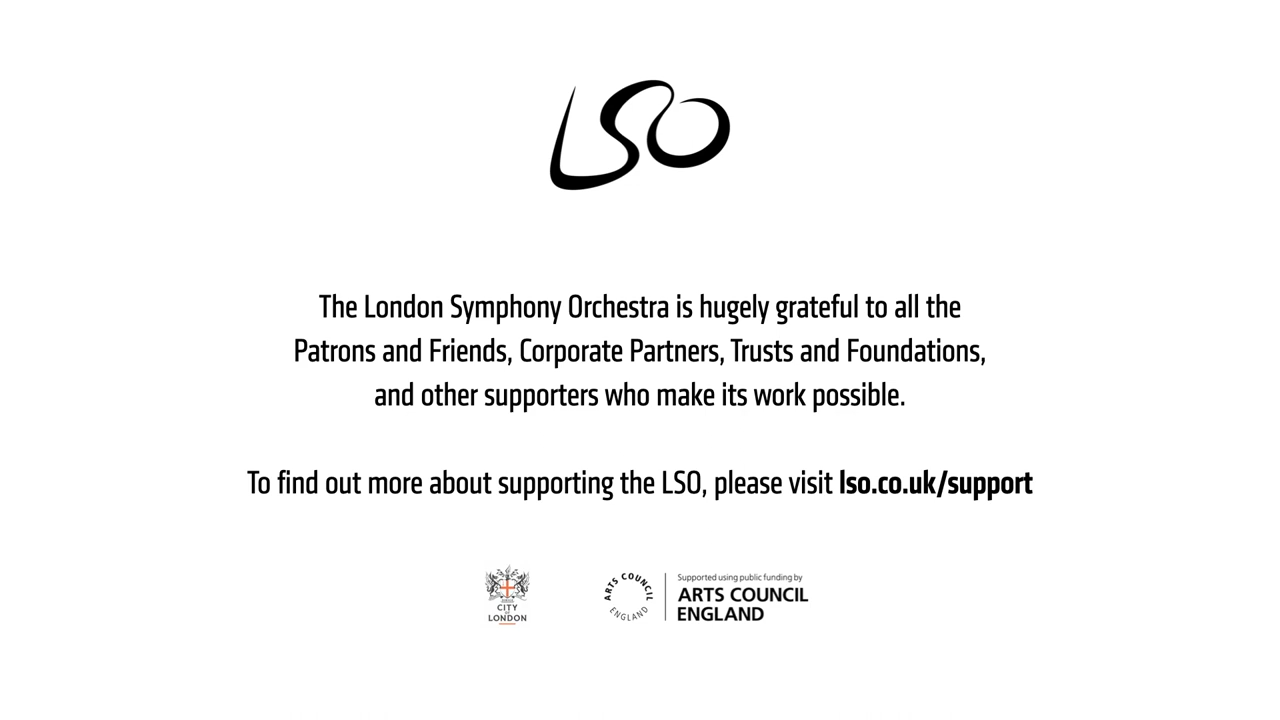 LSO
The London Symphony Orchestra is hugely grateful to all the
Patrons and Friends, Corporate Partners, Trusts and Foundations,
and other supporters who make its work possible.
To find out more about supporting the LSO, please visit lso.co.uk/support
CITY
OF
LONDON
ARTS COUNCIL
ENGLAND
Supported using public funding by
ARTS COUNCIL
ENGLAND